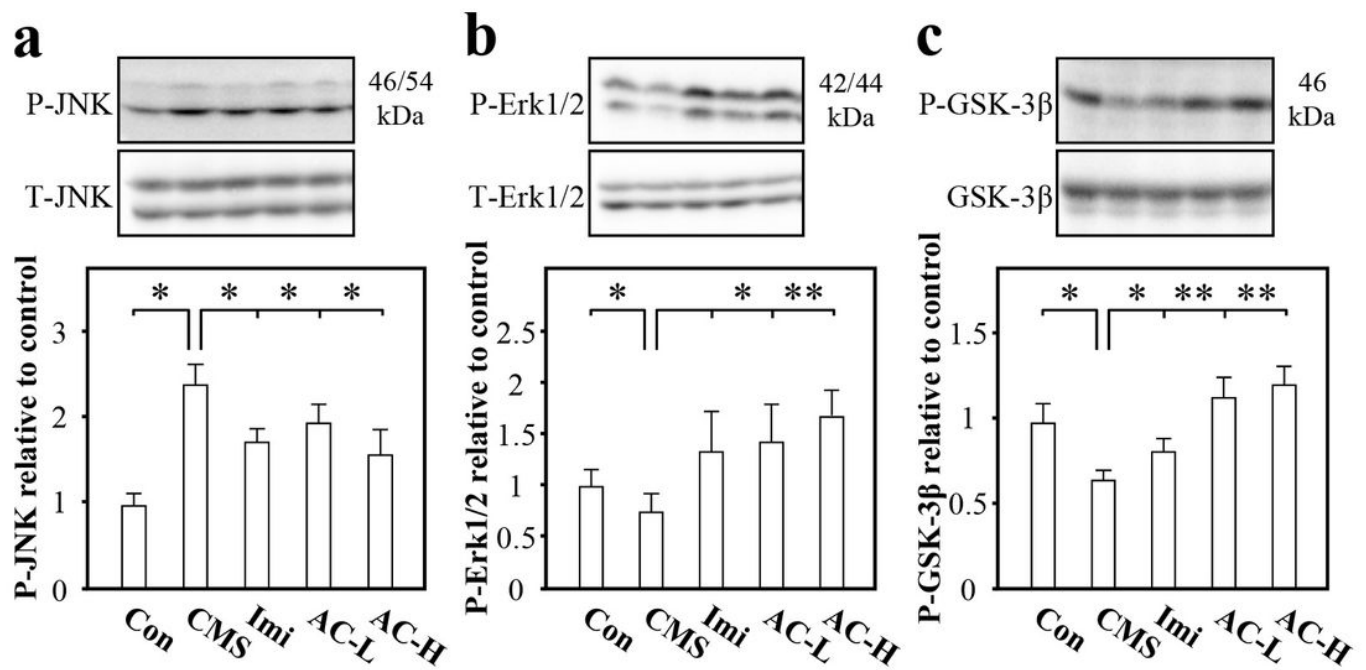 a
P-JNK
46/54
kDa
T-JNK
P-JNK relative to control
* * * *
3
2
1
0
Con CMS Imi AC-L AC-H
b
P-Erk1/2
42/44
kDa
T-Erk1/2
P-Erk1/2 relative to control
* * **
2.5
2
1.5
1
0.5
0
Con CMS Imi AC-L AC-H
c
P-GSK-3β
46
kDa
GSK-3β
P-GSK-3β relative to control
* * ** **
1.5
1
0.5
0
Con CMS Imi AC-L AC-H